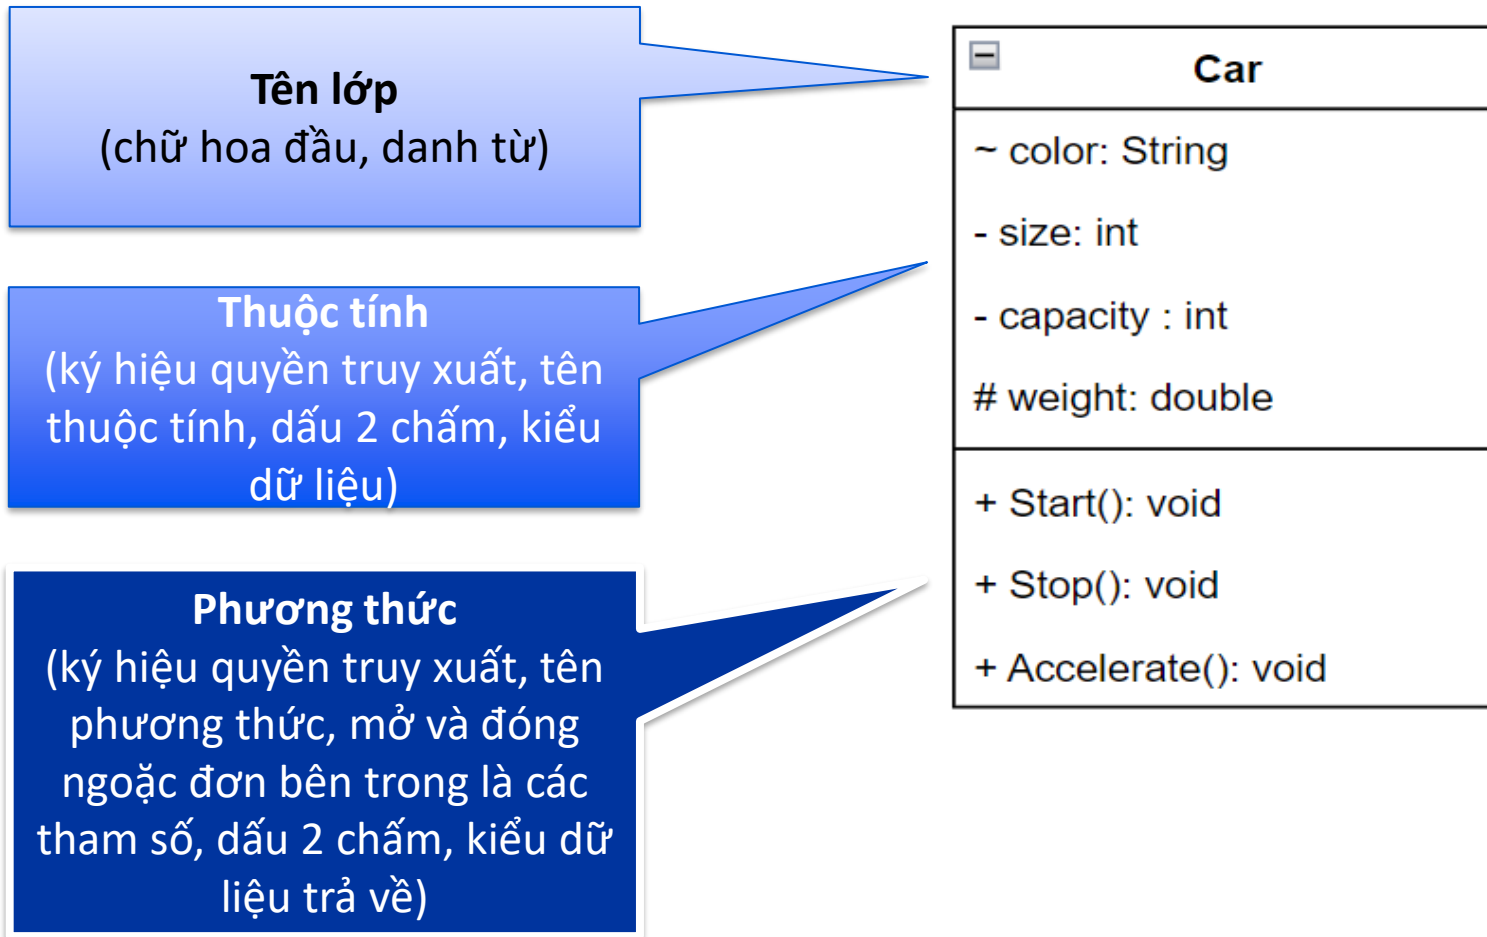 Tên lớp
(chữ hoa đầu, danh từ)
Thuộc tính
(ký hiệu quyền truy xuất, tên
thuộc tính, dấu 2 chấm, kiểu
dữ liệu)
Phương thức
(ký hiệu quyền truy xuất, tên
phương thức, mở và đóng
ngoặc đơn bên trong là các
tham số, dấu 2 chấm, kiểu dữ
liệu trả về)
Car
~ color: String
- size: int
- capacity : int
# weight: double
+ Start(): void
+ Stop(): void
+ Accelerate(): void